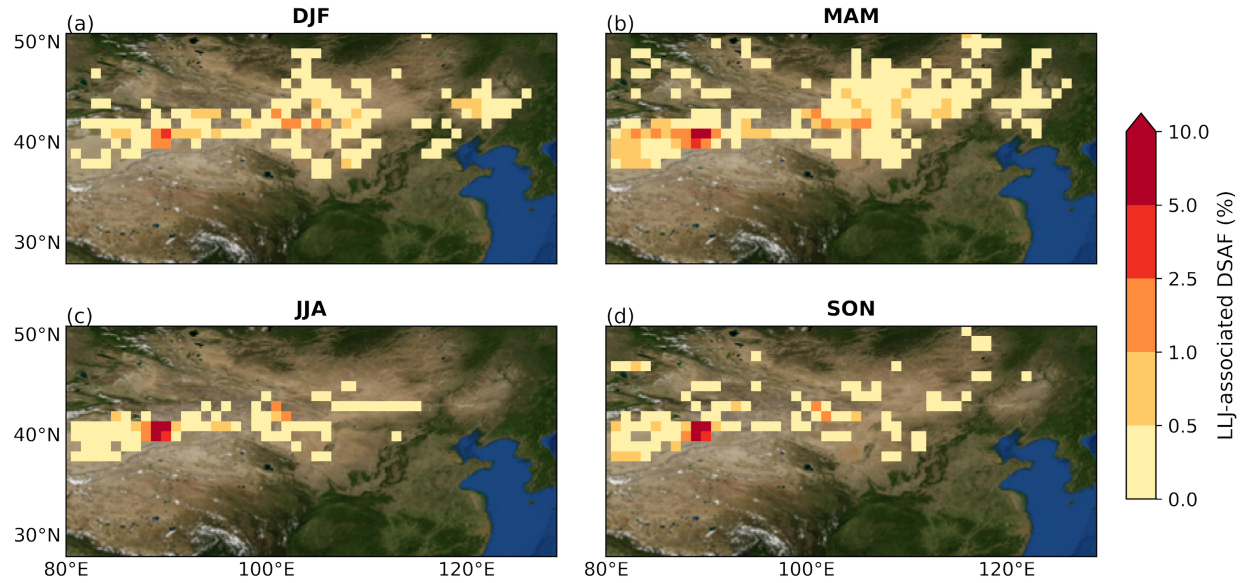 (a) DJF
(b) MAM
50°N
40°N
30°N
(c) JJA
(d) SON
50°N
40°N
30°N
80°E 100°E 120°E
80°E 100°E 120°E
10.0
5.0
2.5
1.0
0.5
0.0
LLJ-associated DSAF (%)